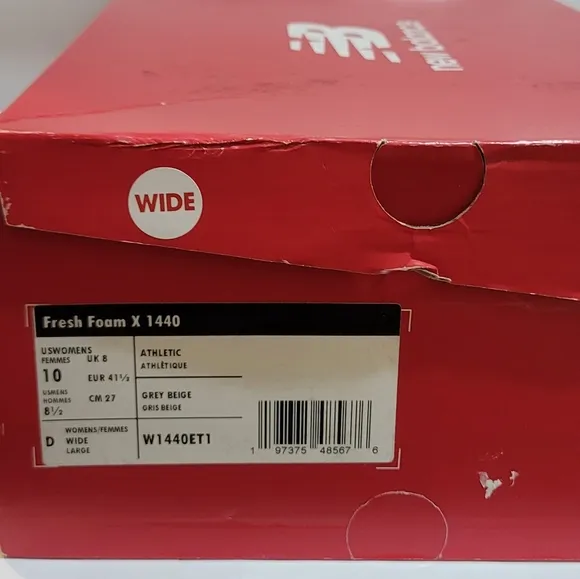 new balance
WIDE
Fresh Foam X 1440
USWOMENS
FEMMES
10
UK 8
EUR 41½
USMENS
HOMMES
8½
CM 27
D
WOMENS/FEMMES
WIDE
LARGE
ATHLETIC
ATHLÉTIQUE
GREY BEIGE
GRIS BEIGE
W1440ET1
1 97375 48567 6